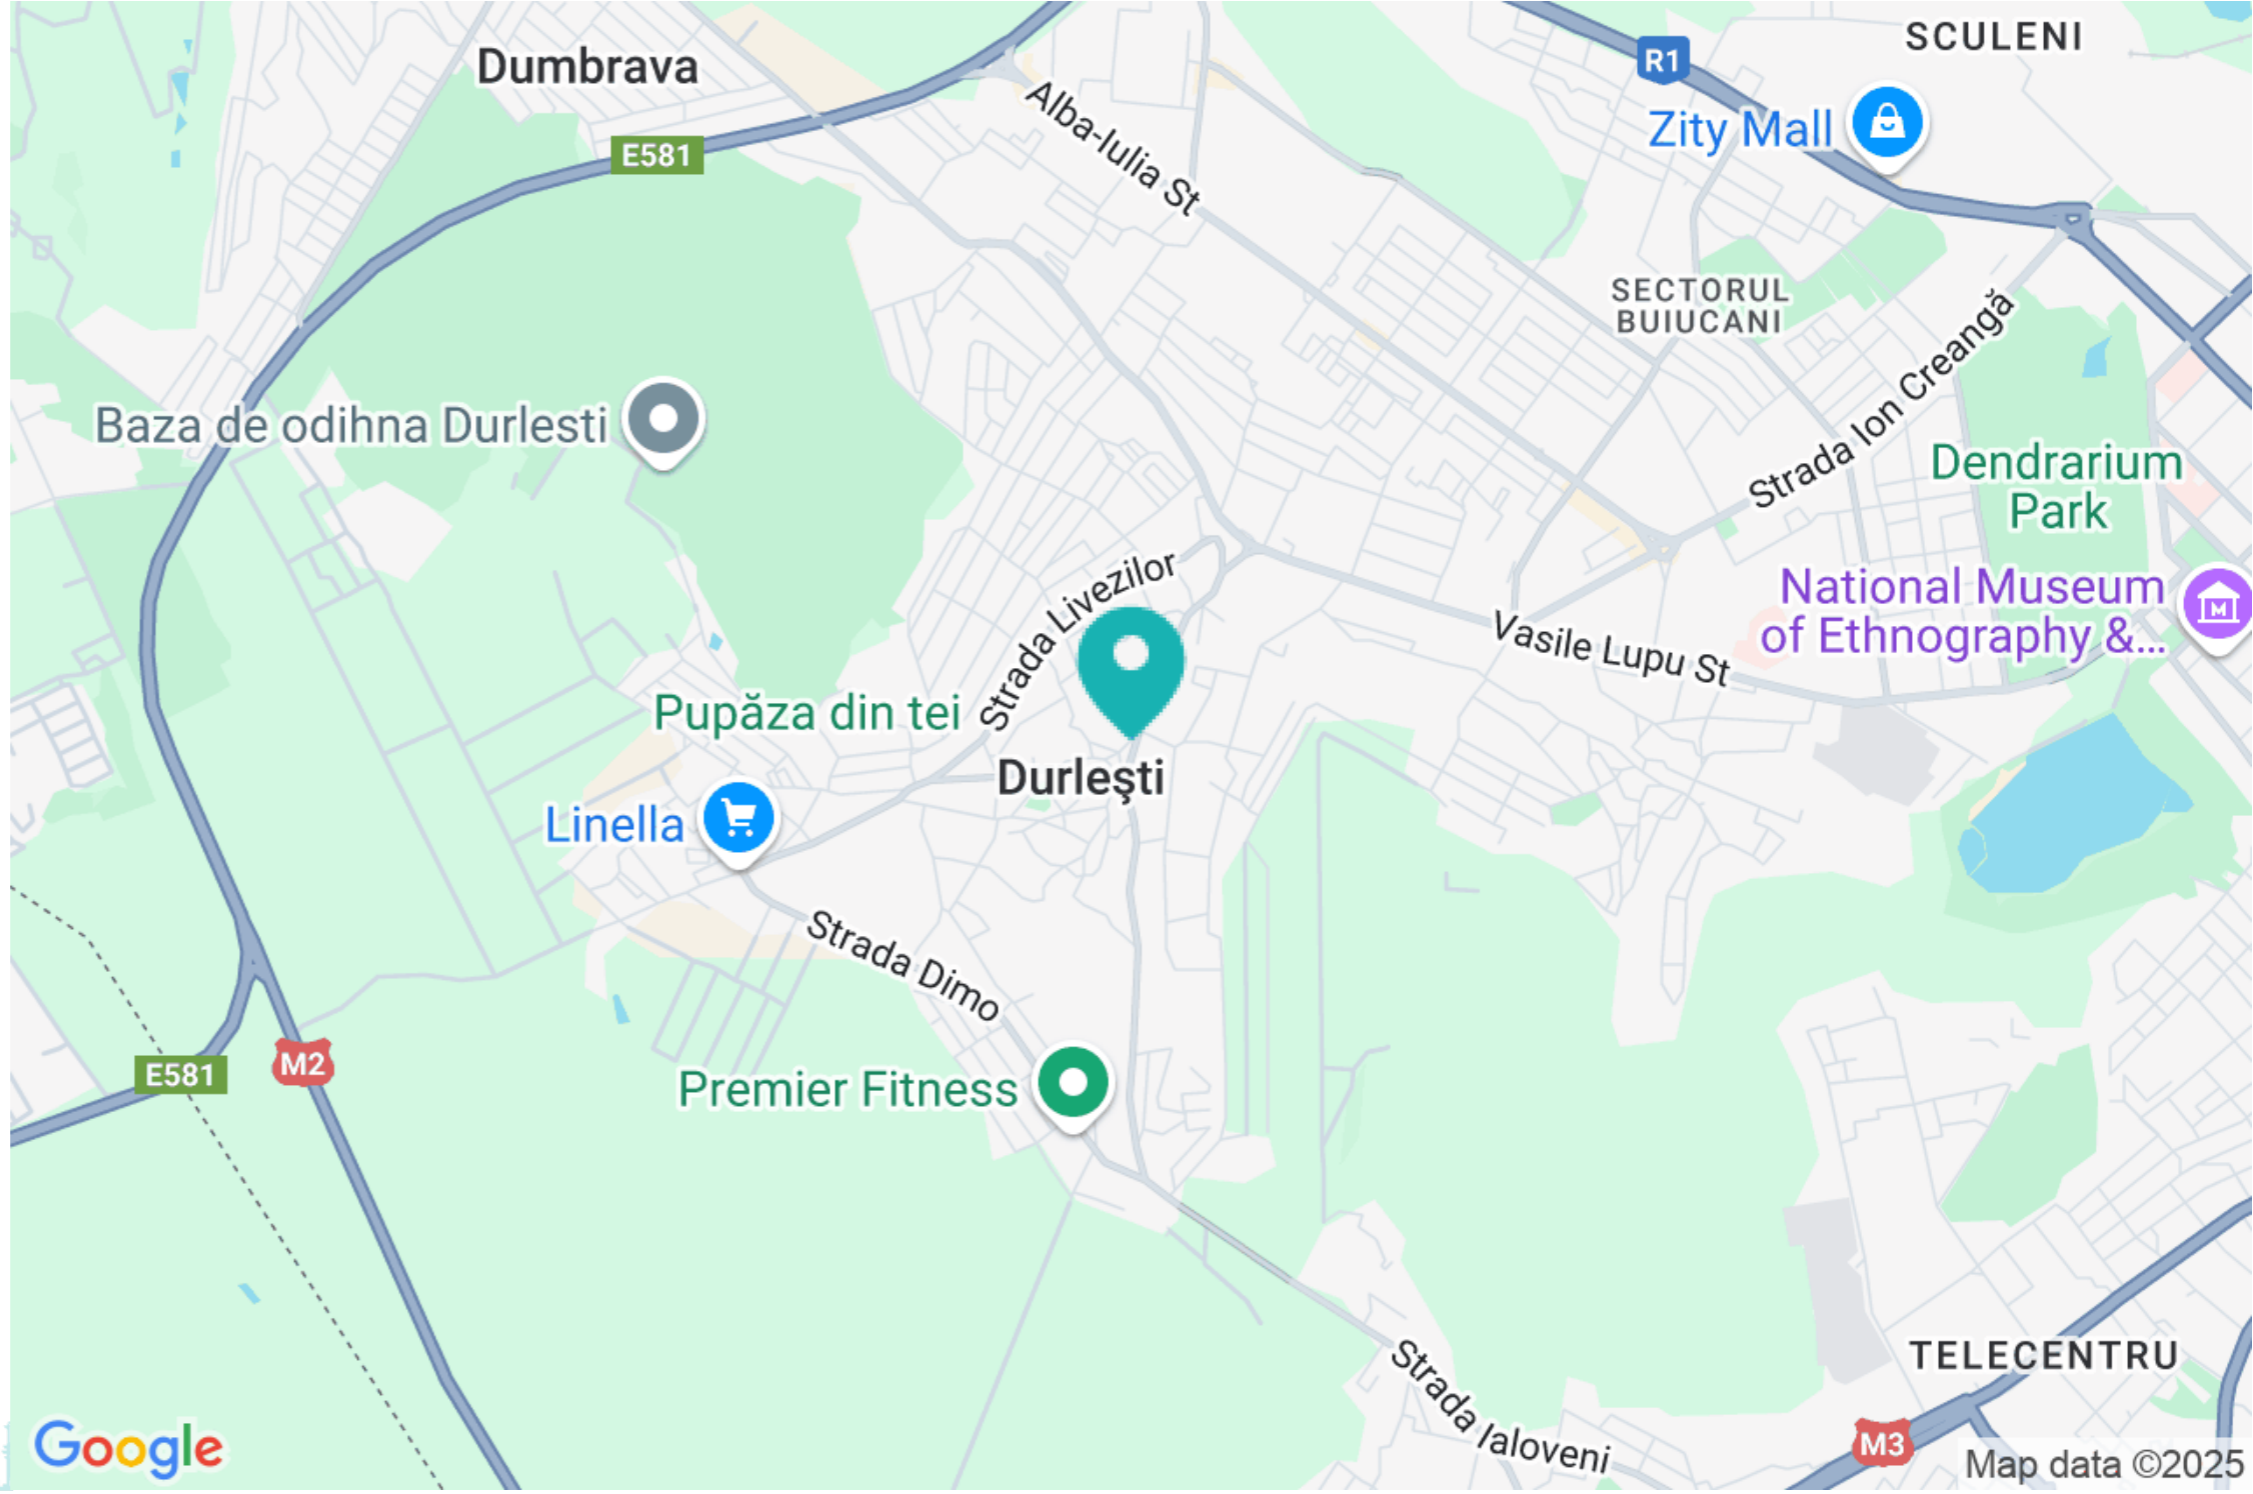 SCULENI
Dumbrava
R1
Zity Mall
Alba-Iulia St
E581
SECTORUL
BUIUCANI
Strada Ion Creangă
Baza de odihna Durlesti
Dendrarium
Park
Strada Livezilor
National Museum
of Ethnography &...
Vasile Lupu St
Pupăza din tei
Durleşti
Linella
Strada Dimo
E581
M2
Premier Fitness
TELECENTRU
Strada Ialoveni
M3
Google
Map data ©2025